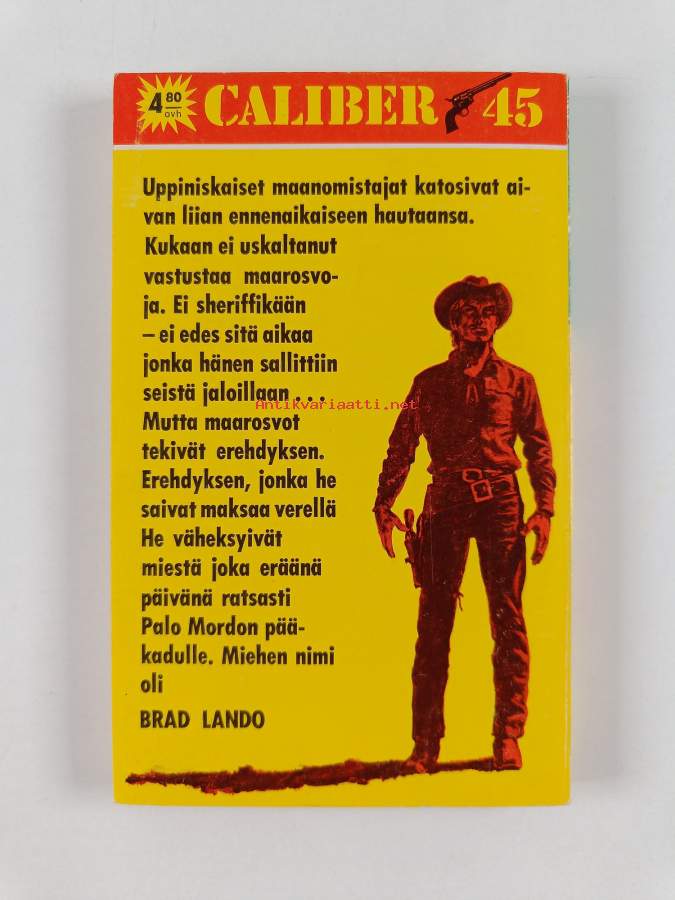 4 80
ovh
CALIBER 45
Uppiniskaiset maanomistajat katosivat ai-
van liian ennenaikaiseen hautaansa.
Kukaan ei uskaltanut
vastustaa maarosvo-
ja. Ei sheriffikään
– ei edes sitä aikaa
jonka hänen sallittiin
seistä jaloillaan . . .
Antikvariaatti.net
Mutta maarosvot
tekivät erehdyksen.
Erehdyksen, jonka he
saivat maksaa verellä
He väheksyivät
miestä joka eräänä
päivänä ratsasti
Palo Mordon pää-
kadulle. Miehen nimi
oli
BRAD LANDO